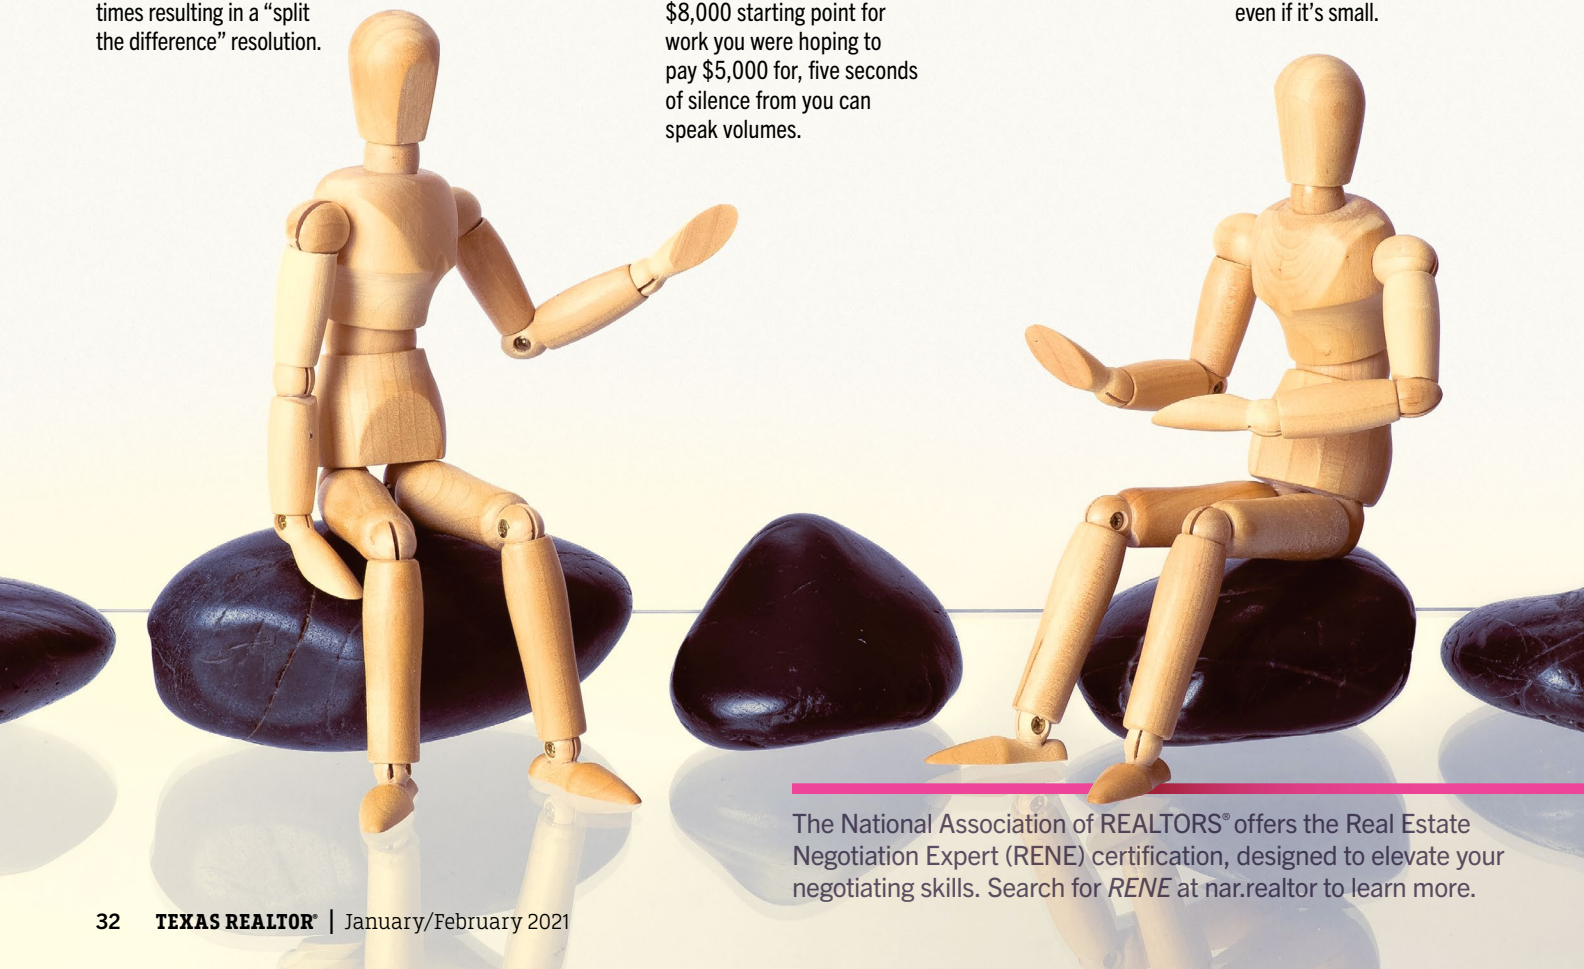 times resulting in a “split
the difference” resolution.
$8,000 starting point for
work you were hoping to
pay $5,000 for, five seconds
of silence from you can
speak volumes.
even if it’s small.
The National Association of REALTORS® offers the Real Estate
Negotiation Expert (RENE) certification, designed to elevate your
negotiating skills. Search for RENE at nar.realtor to learn more.
32 TEXAS REALTOR® | January/February 2021